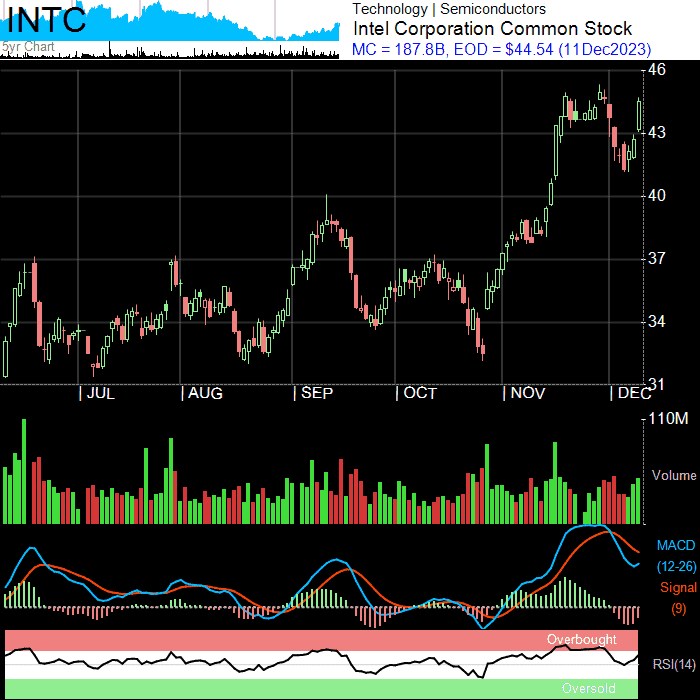 INTC
5yr Chart
Technology | Semiconductors
Intel Corporation Common Stock
MC = 187.8B, EOD = $44.54 (11Dec2023)
46
43
40
37
34
31
| JUL | AUG | SEP | OCT | NOV | DEC
110M
Volume
MACD
(12-26)
Signal
(9)
Overbought
RSI(14)
Oversold